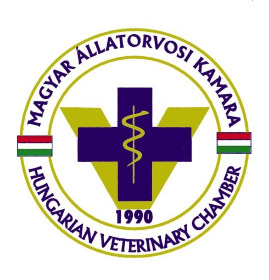 MAGYAR ÁLLATORVOSI KAMARA
1990
HUNGARIAN VETERINARY CHAMBER